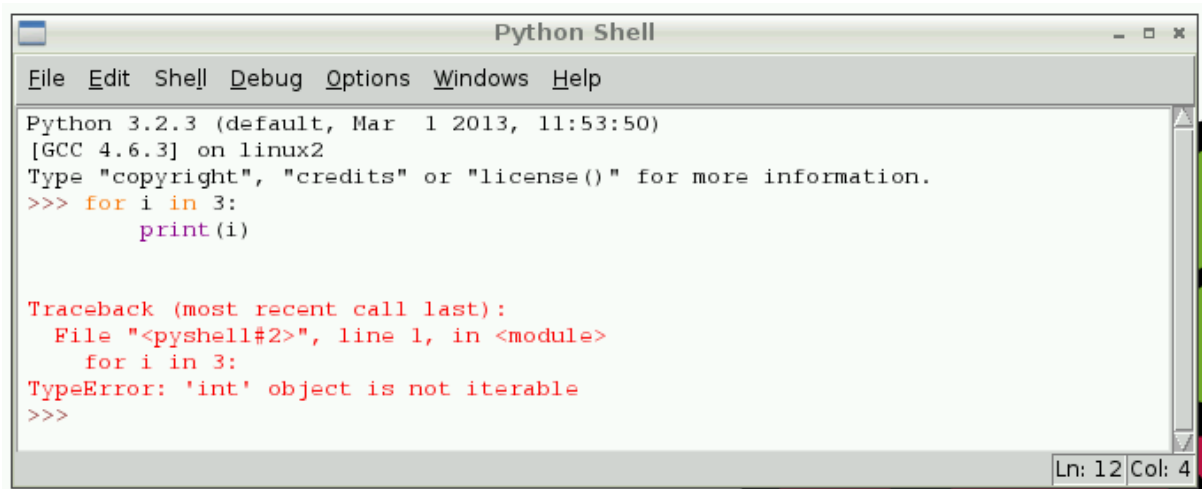 Python Shell
File Edit Shell Debug Options Windows Help
Python 3.2.3 (default, Mar  1 2013, 11:53:50)
[GCC 4.6.3] on linux2
Type "copyright", "credits" or "license()" for more information.
>>> for i in 3:
        print(i)
Traceback (most recent call last):
  File "<pyshell#2>", line 1, in <module>
    for i in 3:
TypeError: 'int' object is not iterable
>>>
Ln: 12 Col: 4